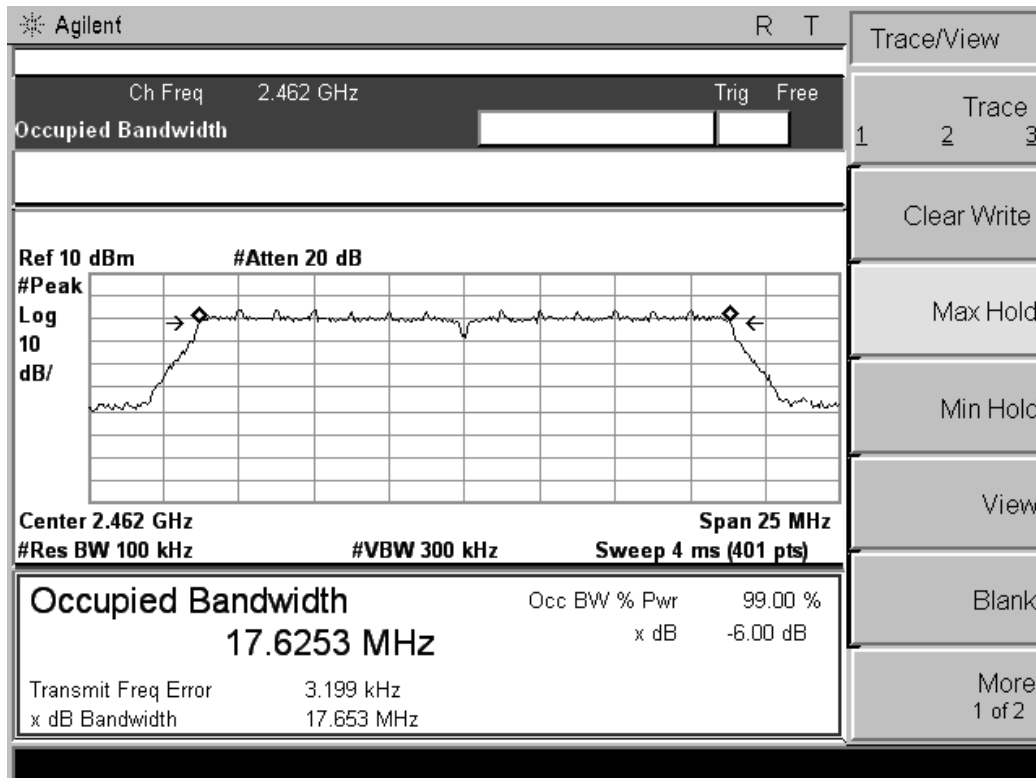 Agilent R T
Ch Freq 2.462 GHz Trig Free
Occupied Bandwidth
Ref 10 dBm #Atten 20 dB
#Peak
Log
10
dB/
Center 2.462 GHz Span 25 MHz
#Res BW 100 kHz #VBW 300 kHz Sweep 4 ms (401 pts)
Occupied Bandwidth
17.6253 MHz
Occ BW % Pwr 99.00 %
x dB -6.00 dB
Transmit Freq Error 3.199 kHz
x dB Bandwidth 17.653 MHz
Trace/View
Trace
1 2 3
Clear Write
Max Hold
Min Hold
View
Blank
More
1 of 2